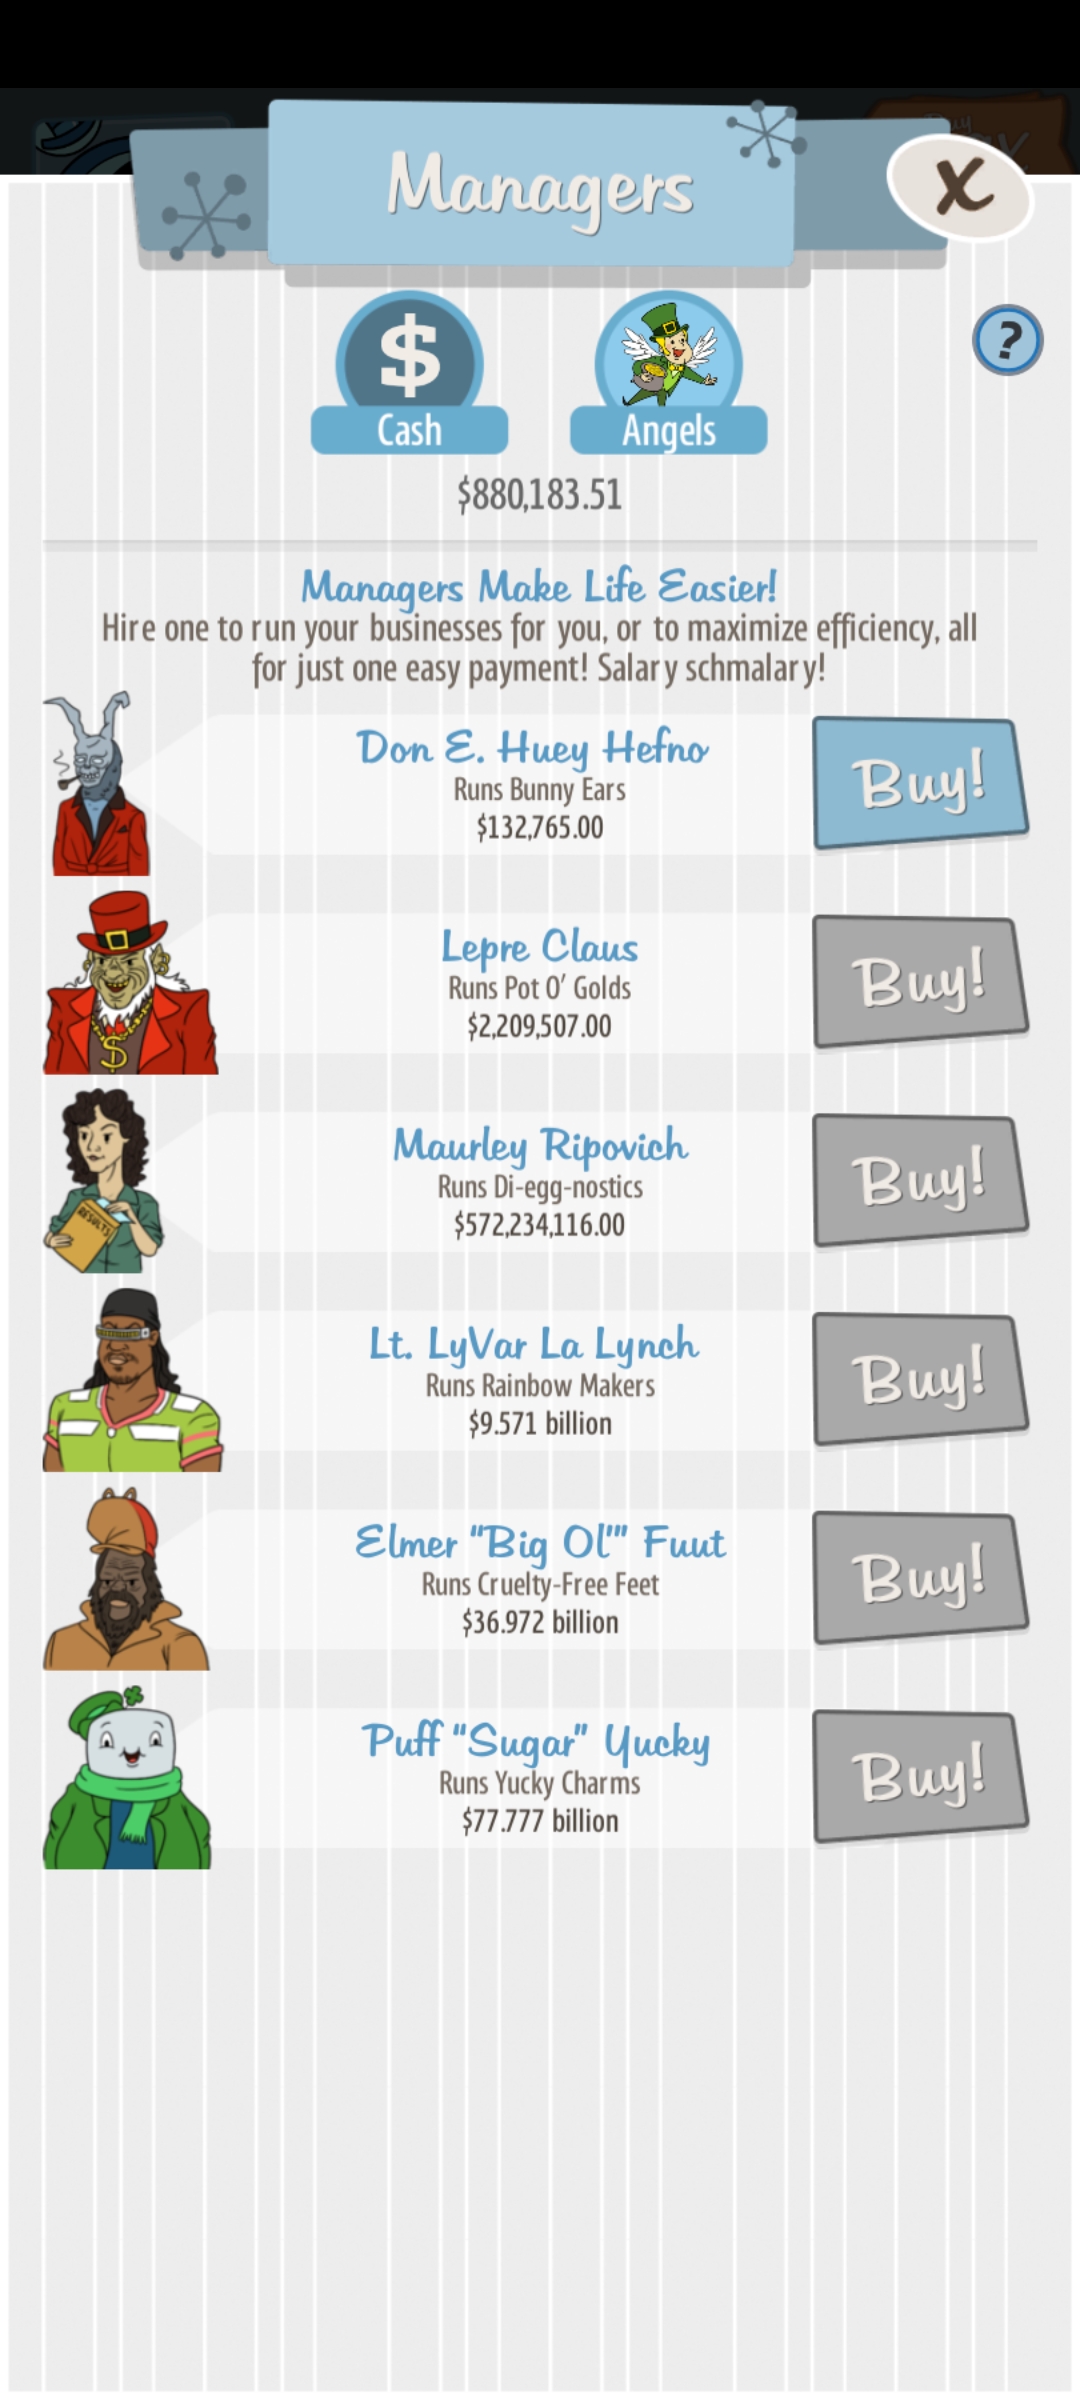 Managers
X
$
?
Cash
Angels
$880,183.51
Managers Make Life Easier!
Hire one to run your businesses for you, or to maximize efficiency, all
for just one easy payment! Salary schmalary!
Don E. Huey Hefno
Runs Bunny Ears
$132,765.00
Buy!
Lepre Claus
Runs Pot O' Golds
$2,209,507.00
Buy!
$
Maurley Ripovich
Runs Di-egg-nostics
$572,234,116.00
Buy!
RESULTS
Lt. LyVar La Lynch
Runs Rainbow Makers
$9.571 billion
Buy!
Elmer "Big Ol'" Fuut
Runs Cruelty-Free Feet
$36.972 billion
Buy!
Puff "Sugar" Yucky
Runs Yucky Charms
$77.777 billion
Buy!